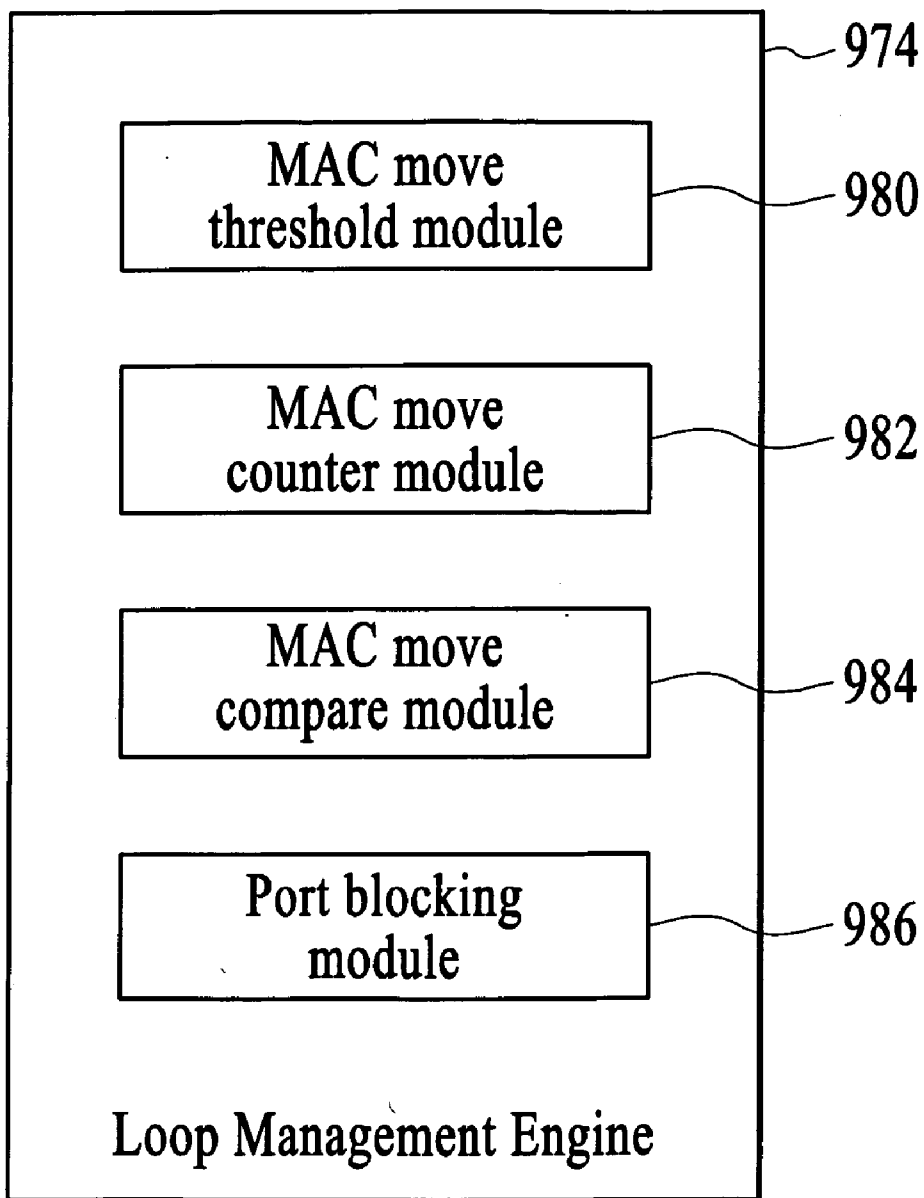 974
MAC move
threshold module
980
MAC move
counter module
982
MAC move
compare module
984
Port blocking
module
986
Loop Management Engine